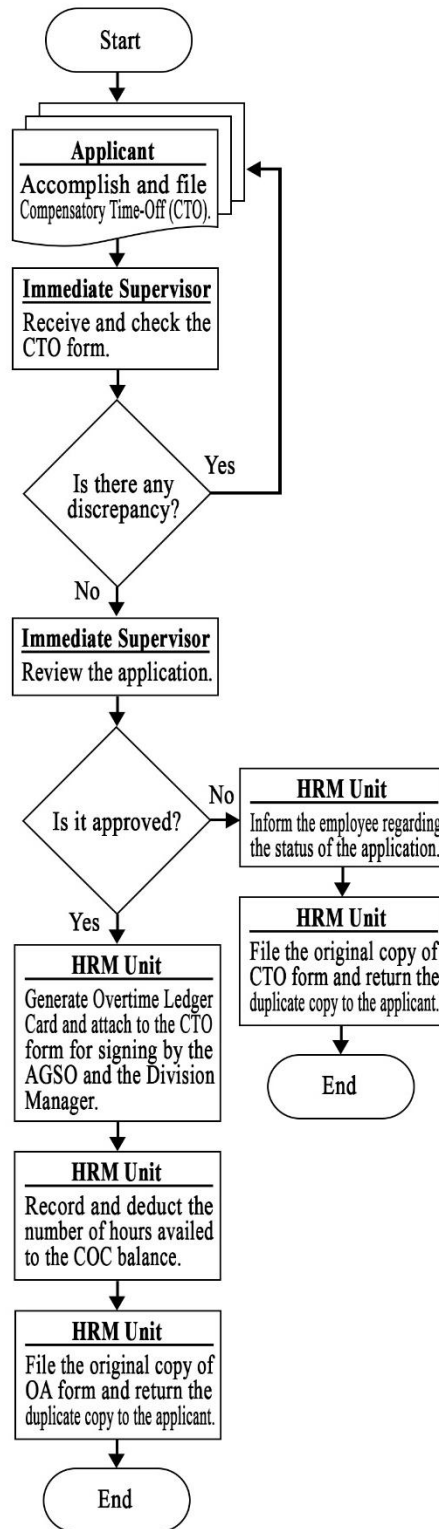 Start
Applicant
Accomplish and file
Compensatory Time-Off (CTO).
Immediate Supervisor
Receive and check the
CTO form.
Is there any
discrepancy?
Yes
No
Immediate Supervisor
Review the application.
Is it approved?
No
Yes
HRM Unit
Inform the employee regarding
the status of the application.
HRM Unit
File the original copy of
CTO form and return the
duplicate copy to the applicant.
End
HRM Unit
Generate Overtime Ledger
Card and attach to the CTO
form for signing by the
AGSO and the Division
Manager.
HRM Unit
Record and deduct the
number of hours availed
to the COC balance.
HRM Unit
File the original copy of
OA form and return the
duplicate copy to the applicant.
End